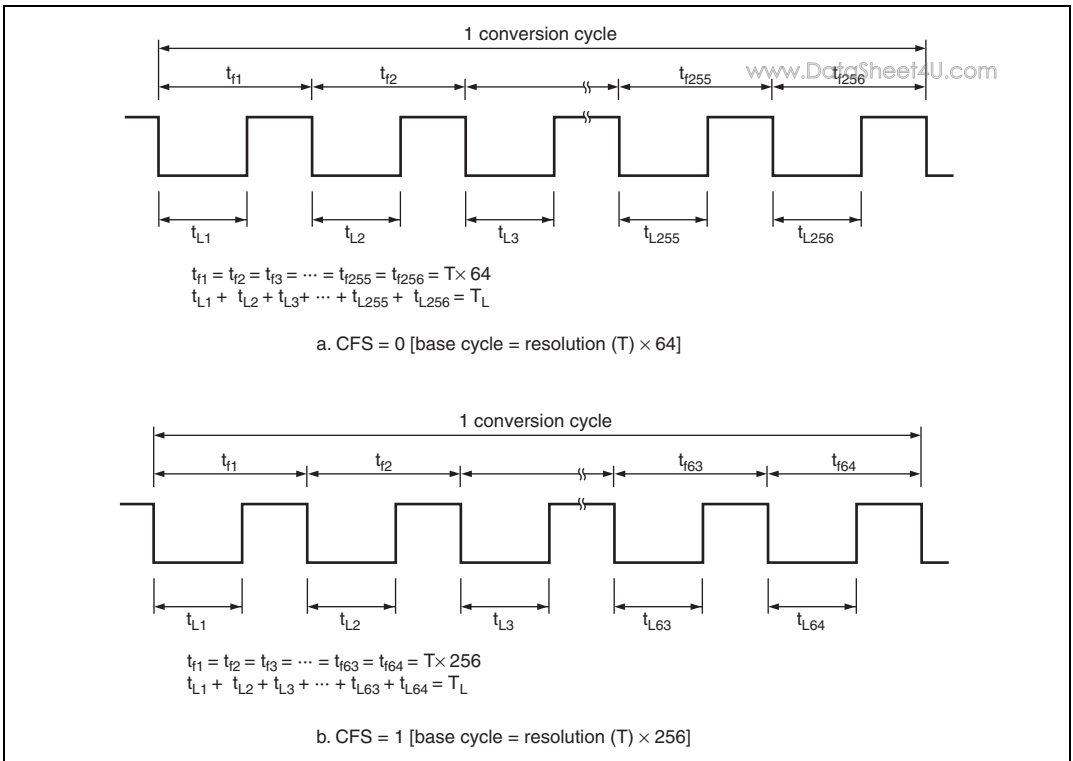 1 conversion cycle
www.DataSheet4U.com
tf1 tf2 tf255 tf256
tL1 tL2 tL3 tL255 tL256
tf1 = tf2 = tf3 = ··· = tf255 = tf256 = T× 64
tL1 + tL2 + tL3+ ··· + tL255 + tL256 = TL
a. CFS = 0 [base cycle = resolution (T) × 64]
1 conversion cycle
tf1 tf2 tf63 tf64
tL1 tL2 tL3 tL63 tL64
tf1 = tf2 = tf3 = ··· = tf63 = tf64 = T× 256
tL1 + tL2 + tL3 + ··· + tL63 + tL64 = TL
b. CFS = 1 [base cycle = resolution (T) × 256]